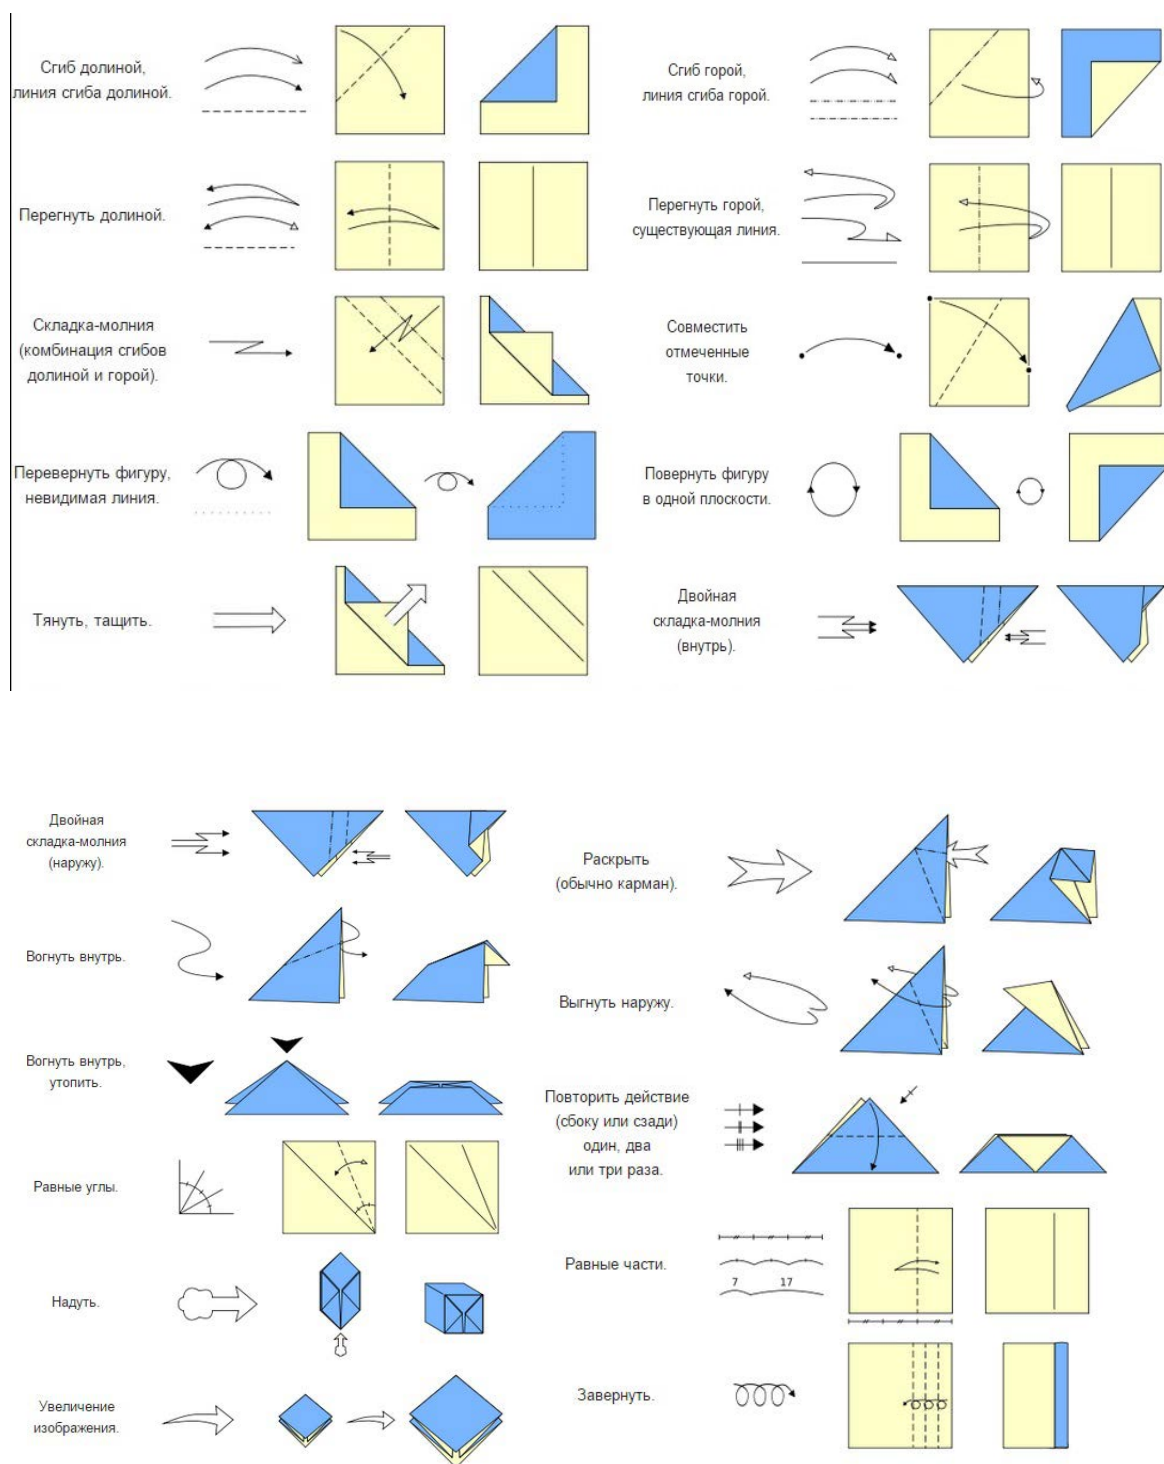 Сгиб долиной,
линия сгиба долиной.
Сгиб горой,
линия сгиба горой.
Перегнуть долиной.
Перегнуть горой,
существующая линия.
Складка-молния
(комбинация сгибов
долиной и горой).
Совместить
отмеченные
точки.
Перевернуть фигуру,
невидимая линия.
Повернуть фигуру
в одной плоскости.
Тянуть, тащить.
Двойная
складка-молния
(внутрь).
Двойная
складка-молния
(наружу).
Раскрыть
(обычно карман).
Вогнуть внутрь.
Выгнуть наружу.
Вогнуть внутрь,
утопить.
Повторить действие
(сбоку или сзади)
один, два
или три раза.
Равные углы.
Равные части.
7 17
Надуть.
Завернуть.
Увеличение
изображения.